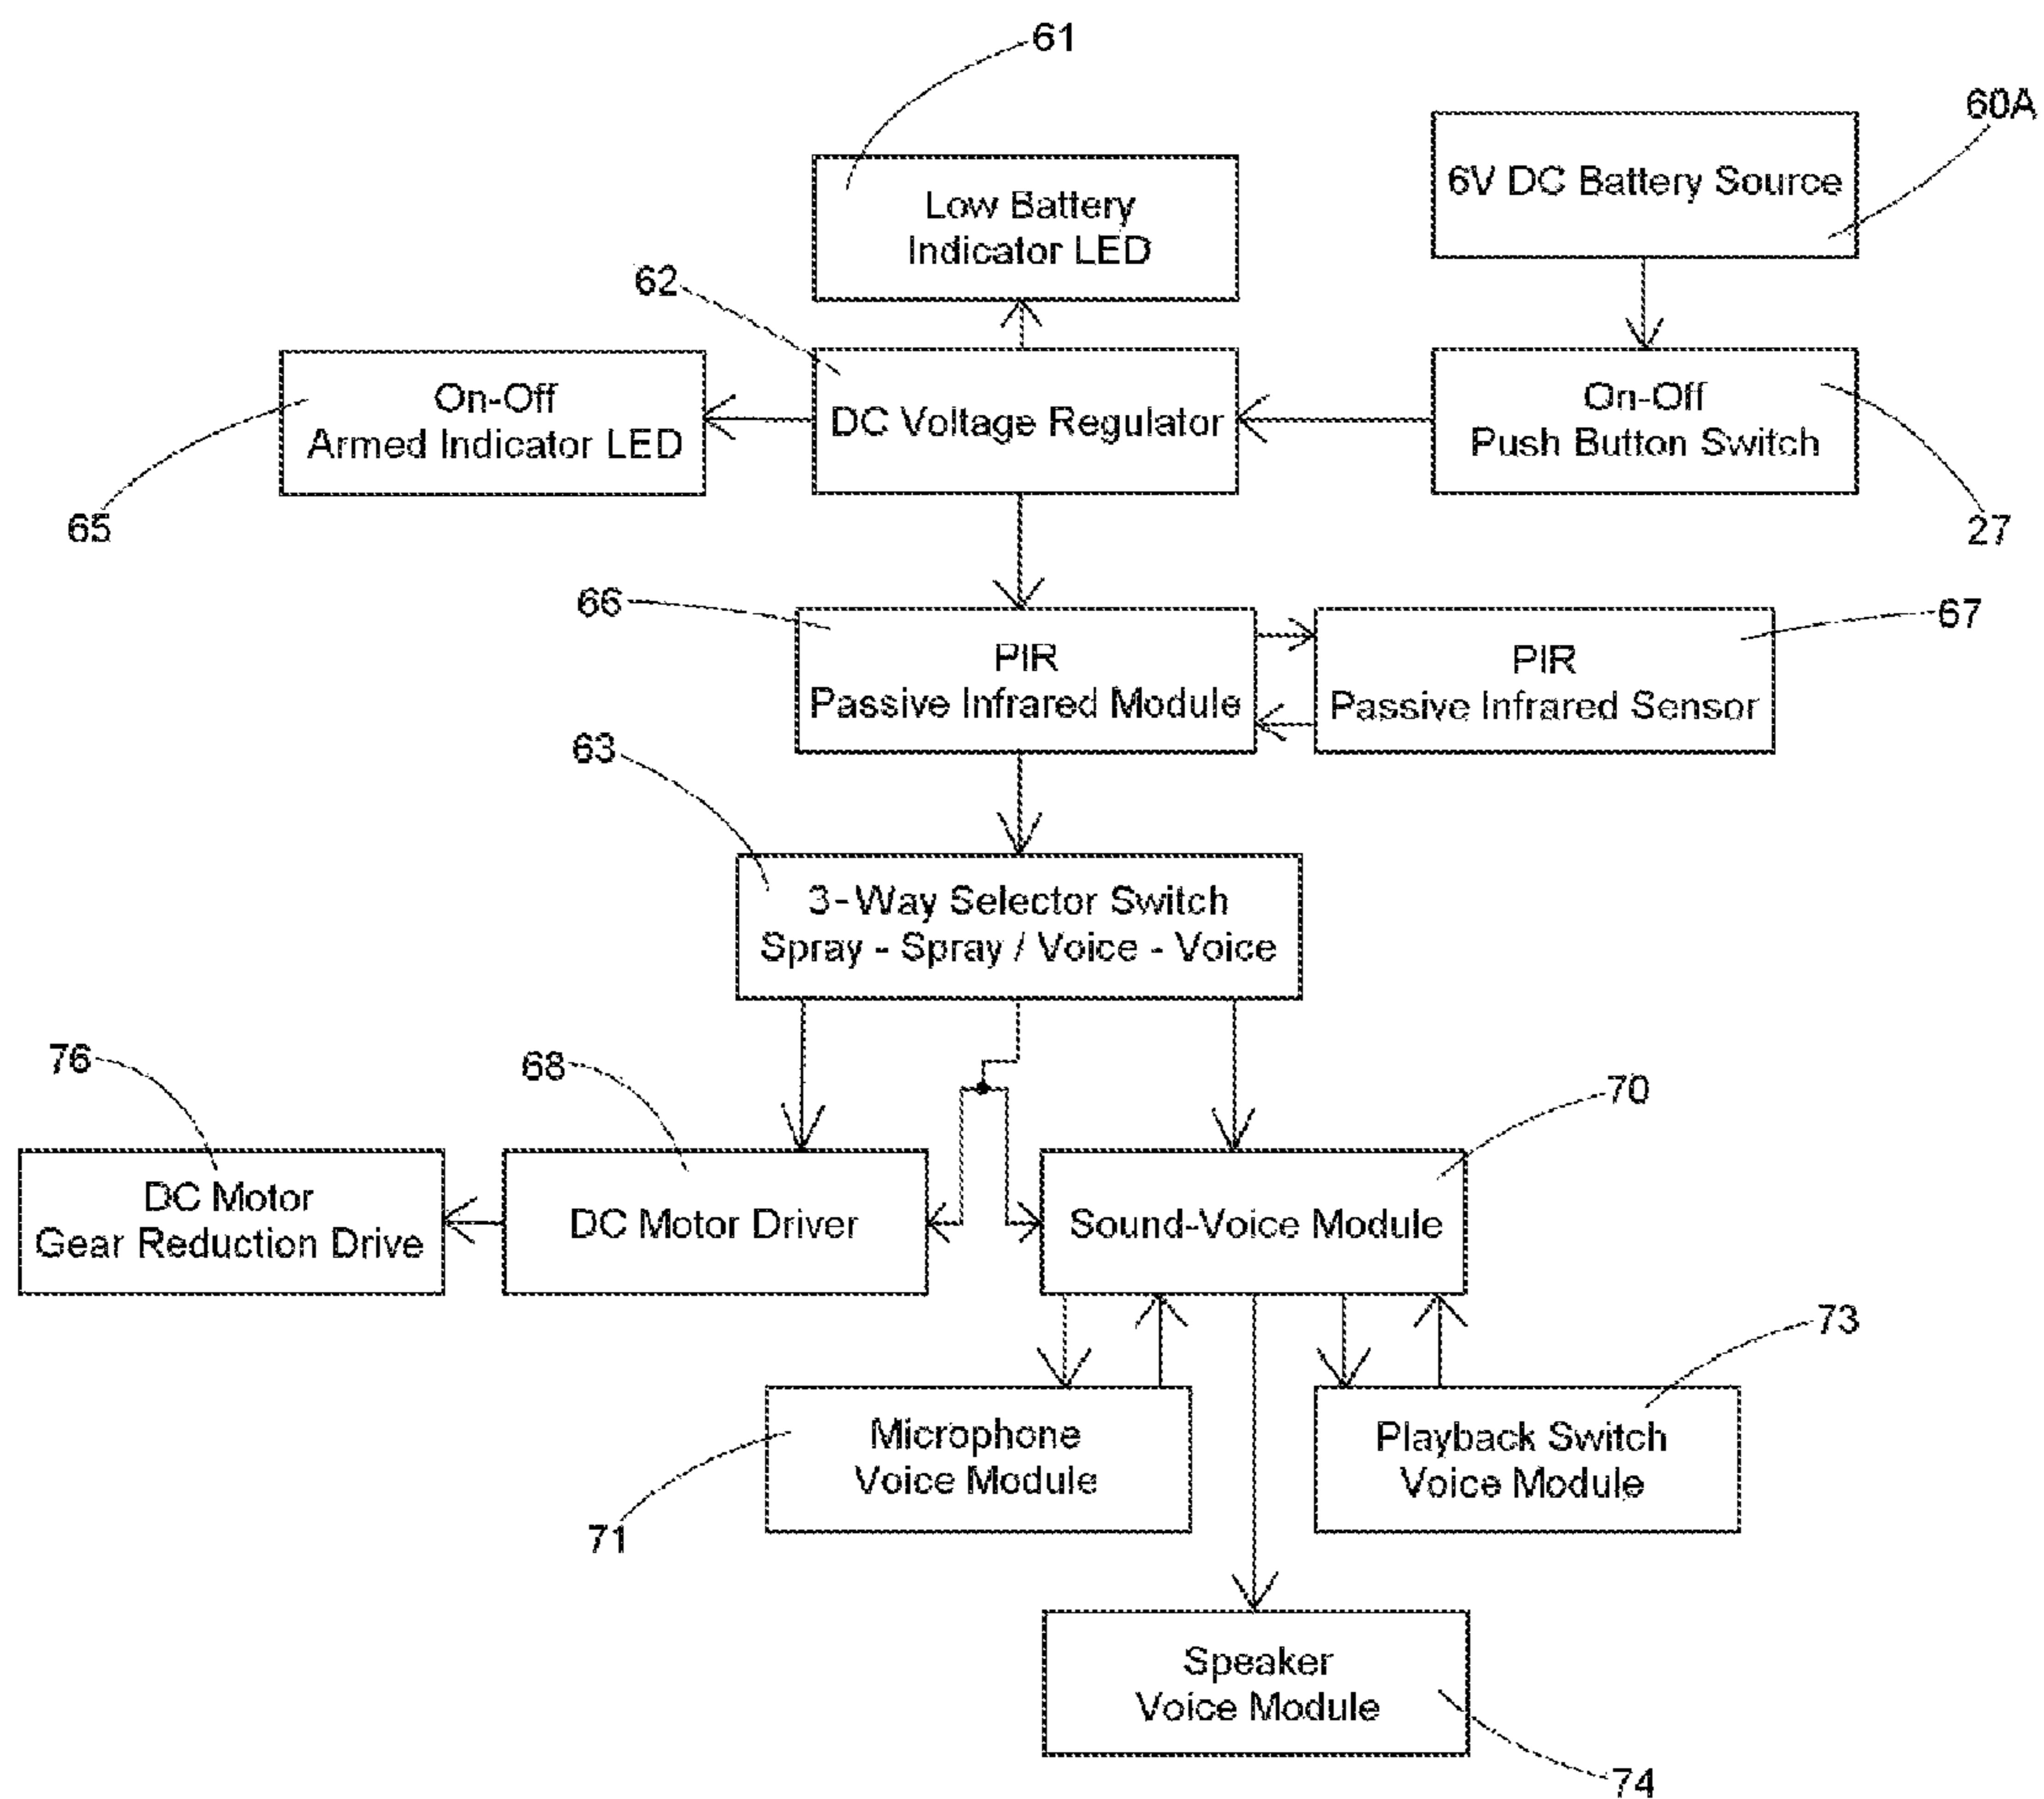 61
60A
6V DC Battery Source
Low Battery
Indicator LED
62
On-Off
Armed Indicator LED
DC Voltage Regulator
On-Off
Push Button Switch
65
27
66
67
PIR
Passive Infrared Module
PIR
Passive Infrared Sensor
63
3-Way Selector Switch
Spray - Spray / Voice - Voice
76
68
70
DC Motor
Gear Reduction Drive
DC Motor Driver
Sound-Voice Module
73
Microphone
Voice Module
Playback Switch
Voice Module
71
Speaker
Voice Module
74